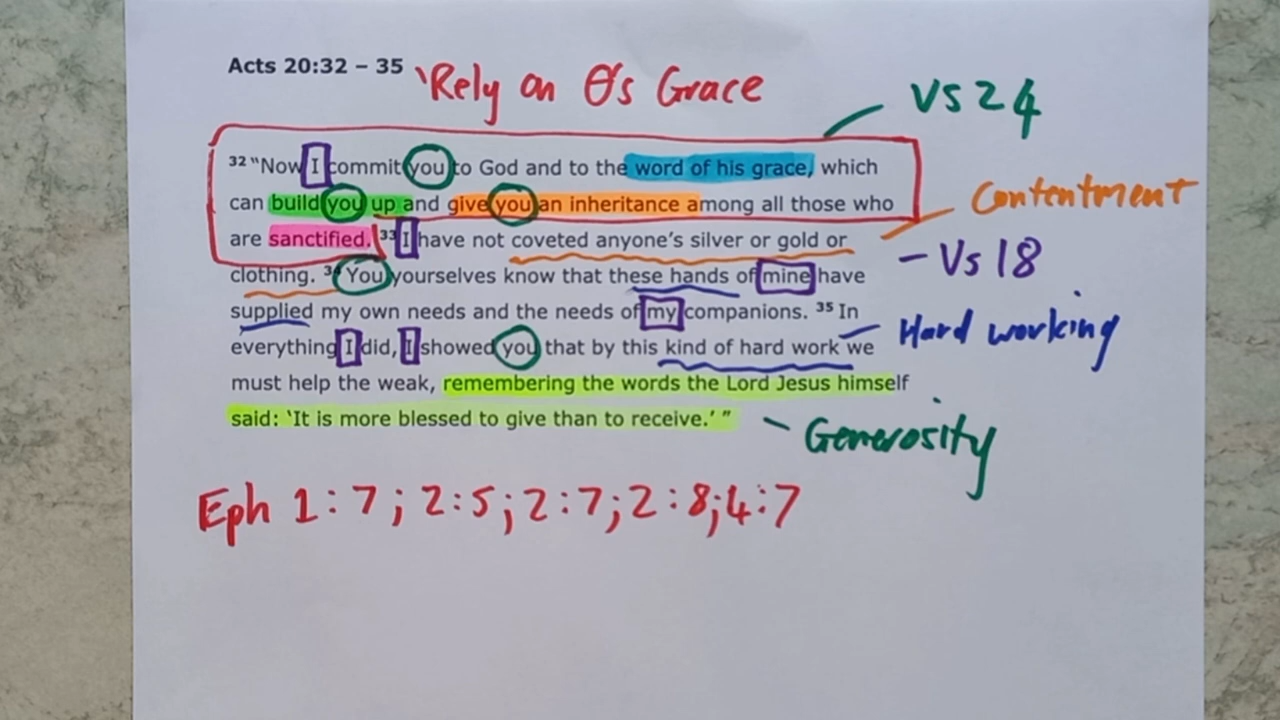 Acts 20:32 – 35
'Rely on θs Grace
Vs 24
32 “Now I commit you to God and to the word of his grace, which
can build you up and give you an inheritance among all those who
Contentment
are sanctified. 33 I have not coveted anyone’s silver or gold or
- Vs 18
clothing. 34 You yourselves know that these hands of mine have
supplied my own needs and the needs of my companions. 35 In
Hard working
everything I did, I showed you that by this kind of hard work we
must help the weak, remembering the words the Lord Jesus himself
said: ‘It is more blessed to give than to receive.’ ”
- Generosity
Eph 1:7; 2:5; 2:7; 2:8; 4:7